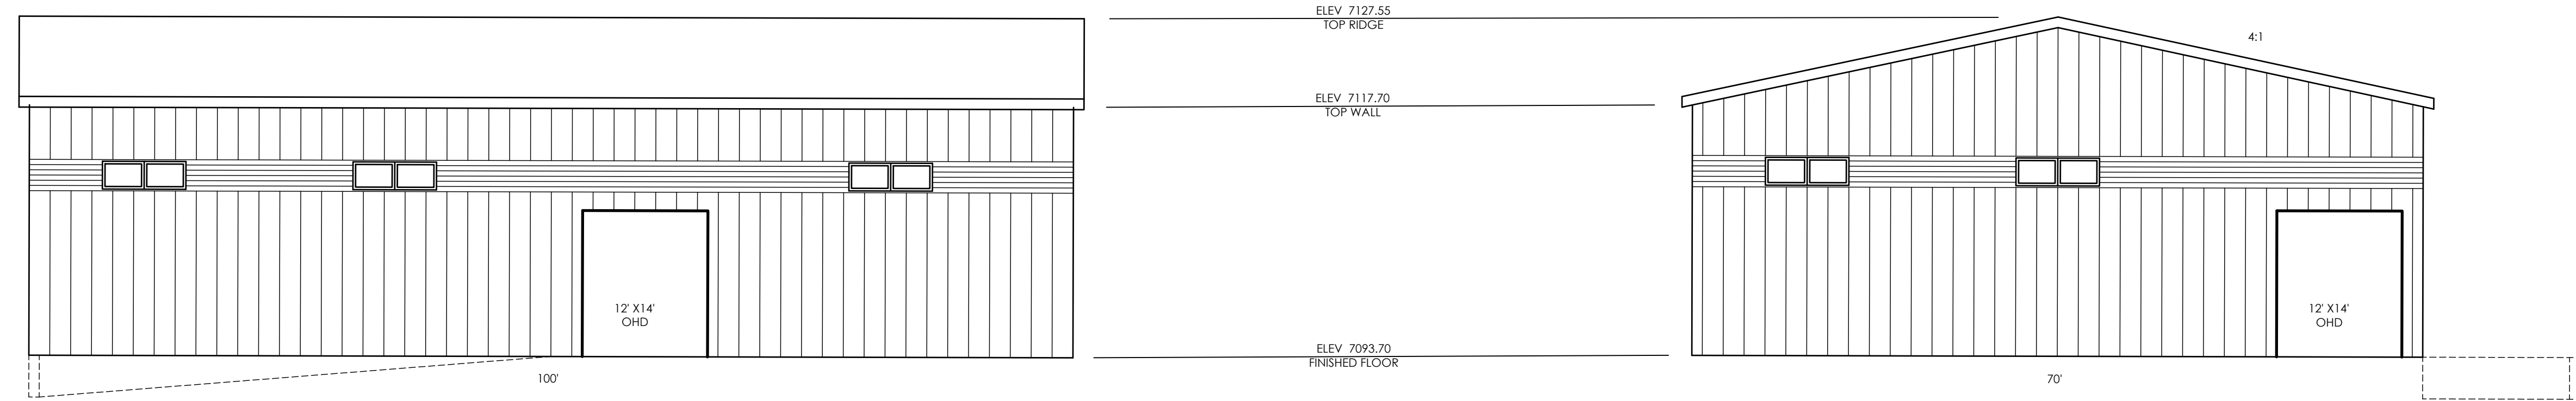 ELEV 7127.55
TOP RIDGE
4:1
ELEV 7117.70
TOP WALL
12' X14'
OHD
12' X14'
OHD
ELEV 7093.70
FINISHED FLOOR
100'
70'